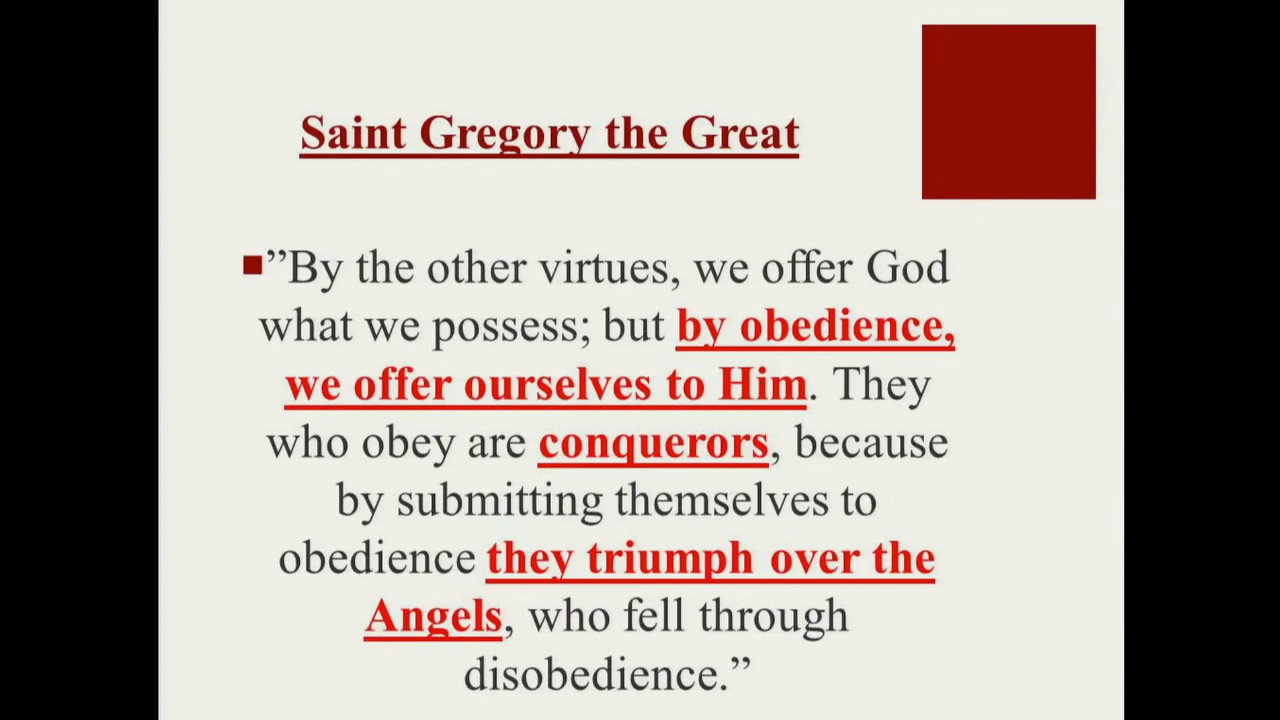 Saint Gregory the Great
”By the other virtues, we offer God
what we possess; but by obedience,
we offer ourselves to Him. They
who obey are conquerors, because
by submitting themselves to
obedience they triumph over the
Angels, who fell through
disobedience.”